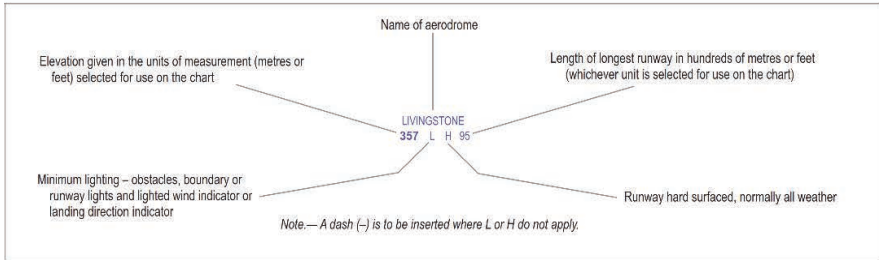 Name of aerodrome
Elevation given in the units of measurement (metres or
feet) selected for use on the chart
Length of longest runway in hundreds of metres or feet
(whichever unit is selected for use on the chart)
LIVINGSTONE
357 L H 95
Minimum lighting – obstacles, boundary or
runway lights and lighted wind indicator or
landing direction indicator
Runway hard surfaced, normally all weather
Note.— A dash (–) is to be inserted where L or H do not apply.